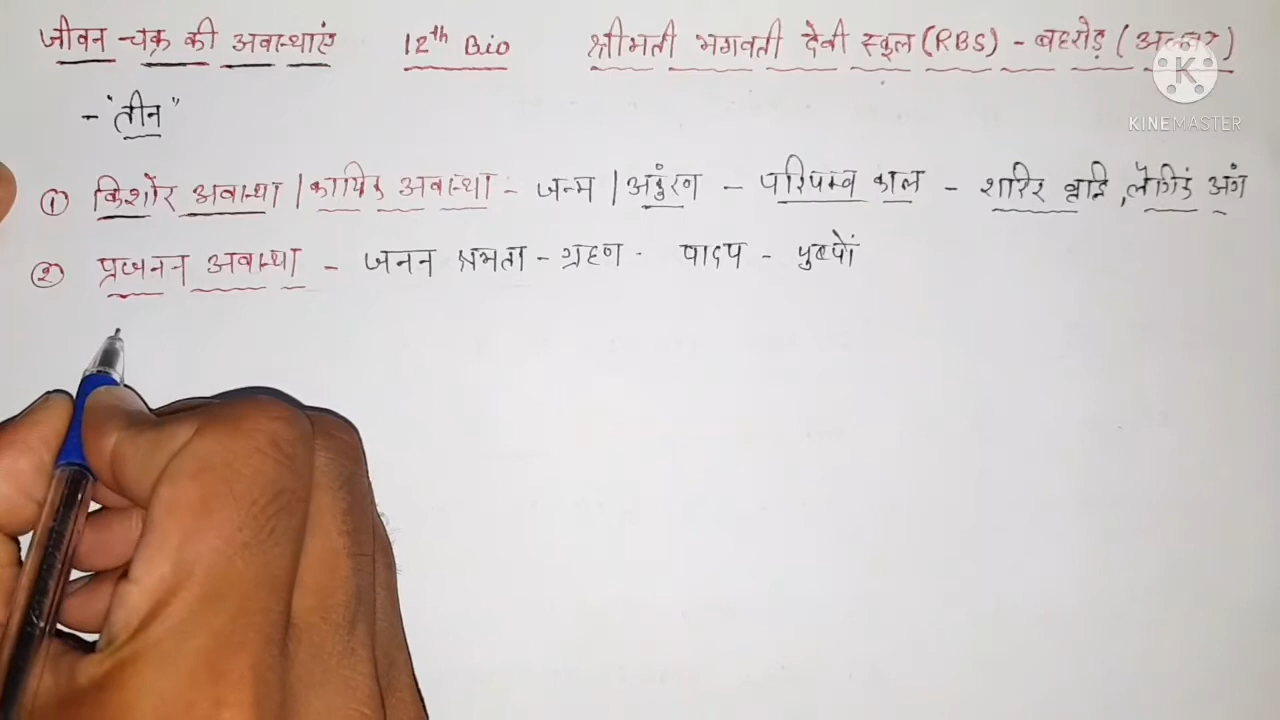 जीवन चक्र की अवस्थाएं 12th Bio श्रीमती भगवती देवी स्कूल (RBS) - बहरोड़ (अलवर)
KINEMASTER
- "तीन"
① किशोर अवस्था / कायिक अवस्था - जन्म / अंकुरण - परिपक्व काल - शारिर वृद्धि, लैंगिक अंग
② प्रजनन अवस्था - जनन क्षमता - ग्रहण - पादप - पुष्पों